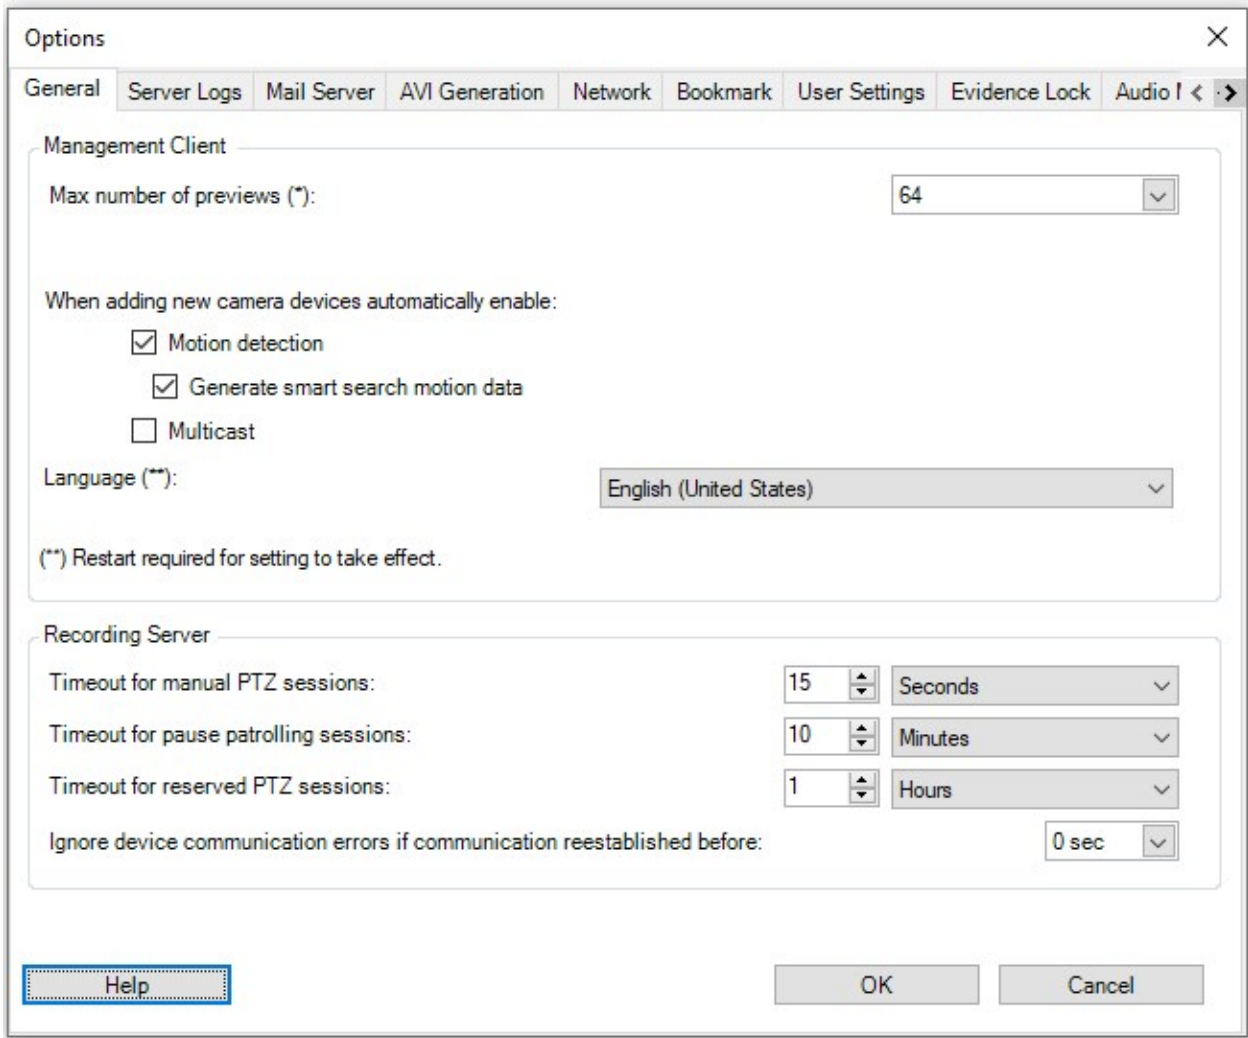 Options
General Server Logs Mail Server AVI Generation Network Bookmark User Settings Evidence Lock Audio
Management Client
Max number of previews (*): 64
When adding new camera devices automatically enable:
Motion detection
Generate smart search motion data
Multicast
Language (**): English (United States)
(**) Restart required for setting to take effect.
Recording Server
Timeout for manual PTZ sessions: 15 Seconds
Timeout for pause patrolling sessions: 10 Minutes
Timeout for reserved PTZ sessions: 1 Hours
Ignore device communication errors if communication reestablished before: 0 sec
Help OK Cancel